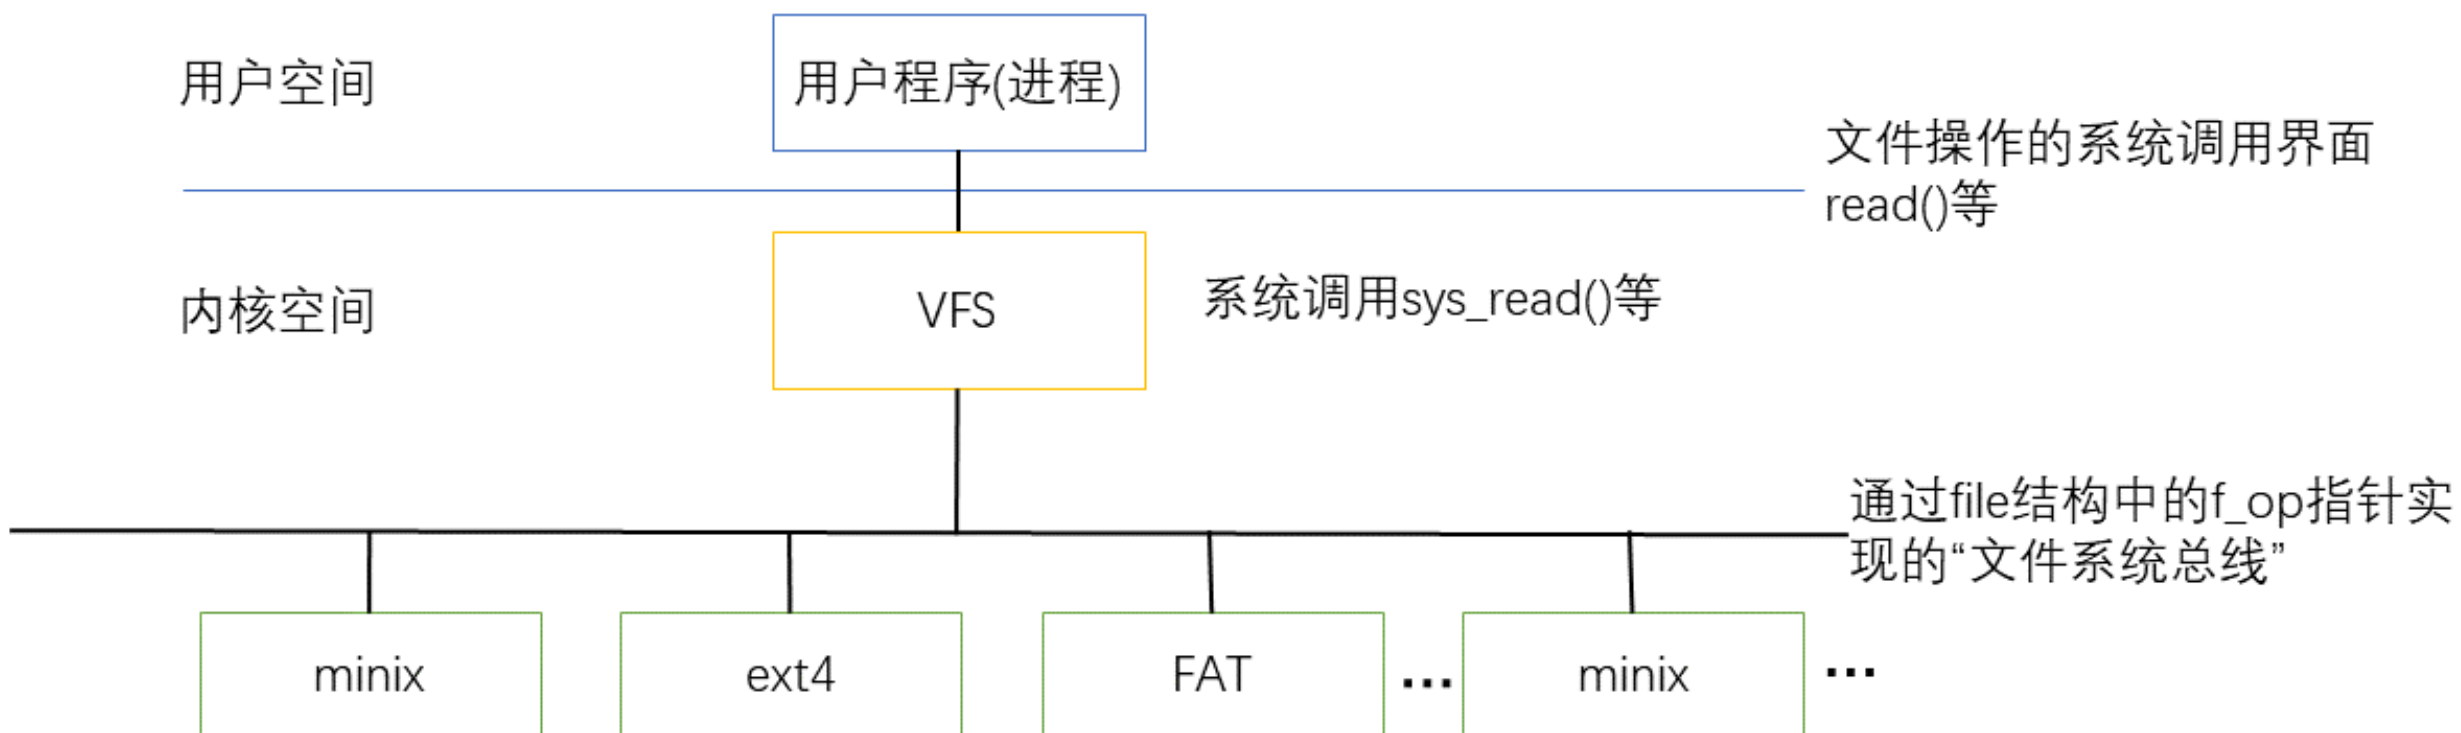 用户空间
用户程序(进程)
文件操作的系统调用界面
read()等
内核空间
VFS
系统调用sys_read()等
通过file结构中的f_op指针实
现的“文件系统总线”
minix
ext4
FAT
...
minix
...